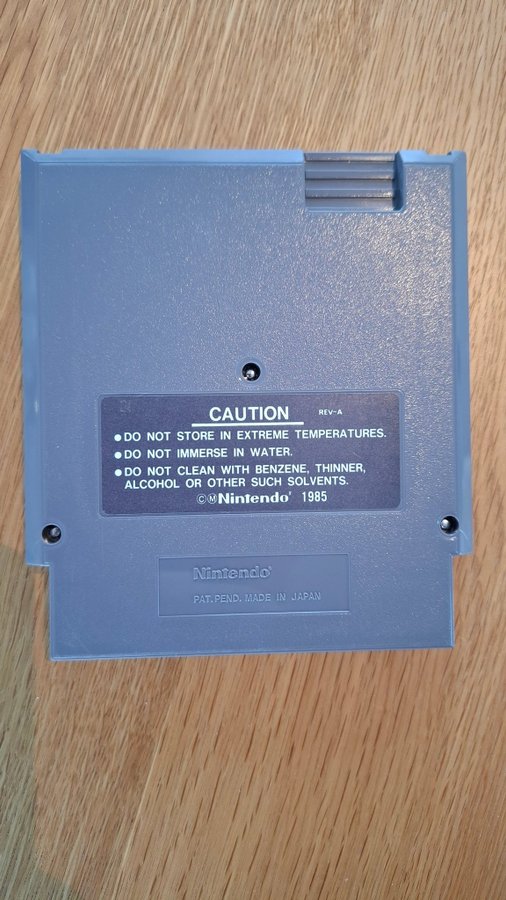 CAUTION REV-A
● DO NOT STORE IN EXTREME TEMPERATURES.
● DO NOT IMMERSE IN WATER.
● DO NOT CLEAN WITH BENZENE, THINNER,
ALCOHOL OR OTHER SUCH SOLVENTS.
©ⓂNintendo® 1985
Nintendo®
PAT. PEND. MADE IN JAPAN